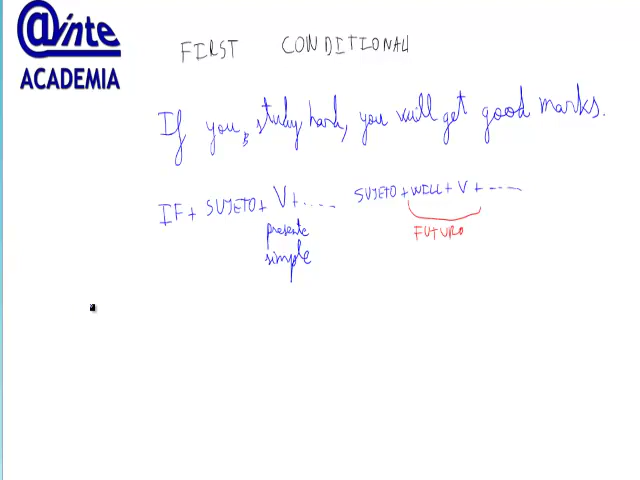 @inte
ACADEMIA
FIRST CONDITIONAL
If you, study hard, you will get good marks.
IF + SUJETO + V + ..... SUJETO + WILL + V + .....
presente
simple
FUTURO